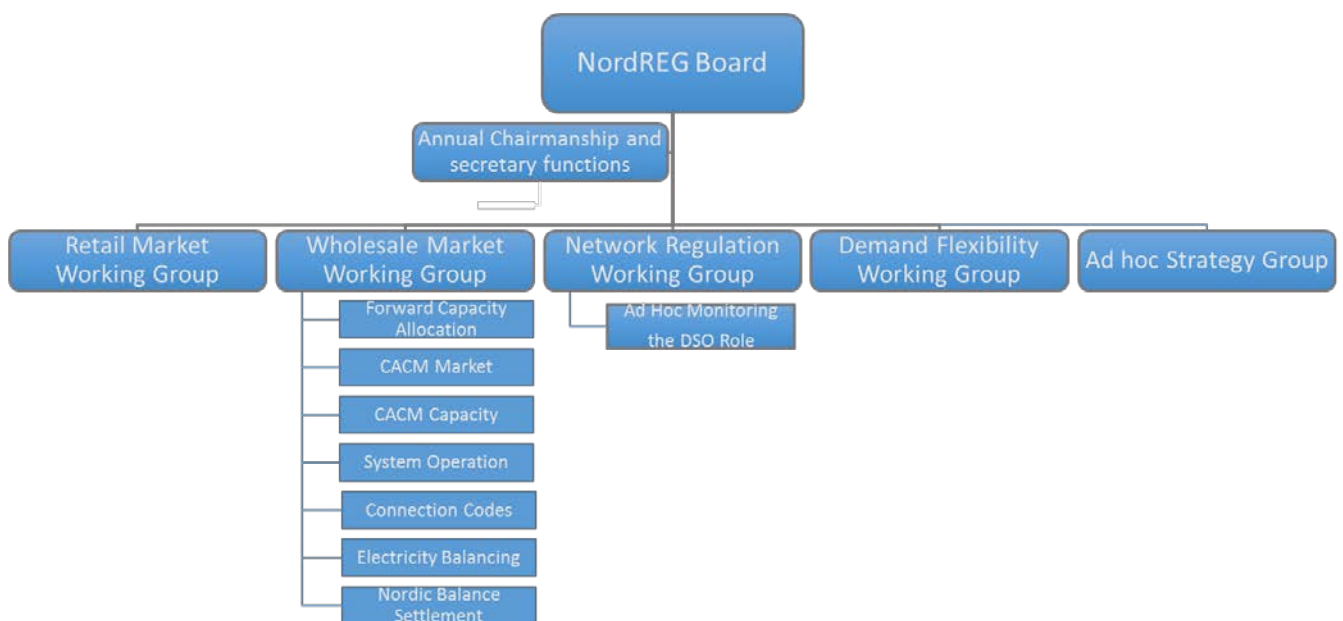 NordREG Board
Annual Chairmanship and
secretary functions
Retail Market
Working Group
Wholesale Market
Working Group
Network Regulation
Working Group
Demand Flexibility
Working Group
Ad hoc Strategy Group
Forward Capacity
Allocation
CACM Market
CACM Capacity
System Operation
Connection Codes
Electricity Balancing
Nordic Balance
Settlement
Ad Hoc Monitoring
the DSO Role